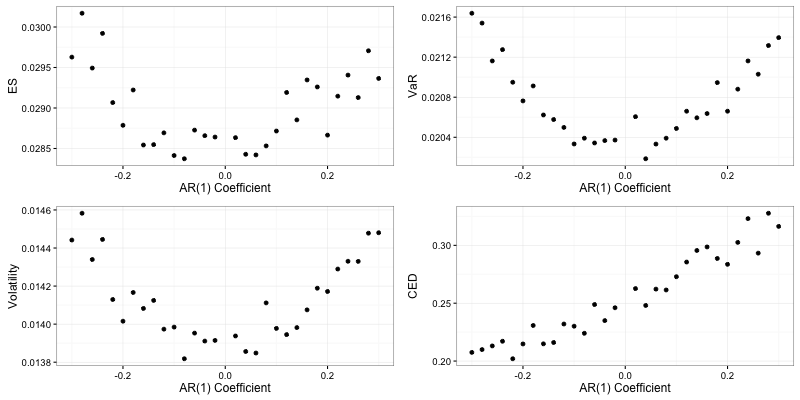 0.0300
0.0295
0.0290
0.0285
ES
-0.2 0.0 0.2
AR(1) Coefficient
0.0216
0.0212
0.0208
0.0204
VaR
-0.2 0.0 0.2
AR(1) Coefficient
0.0146
0.0144
0.0142
0.0140
0.0138
Volatility
-0.2 0.0 0.2
AR(1) Coefficient
0.30
0.25
0.20
CED
-0.2 0.0 0.2
AR(1) Coefficient